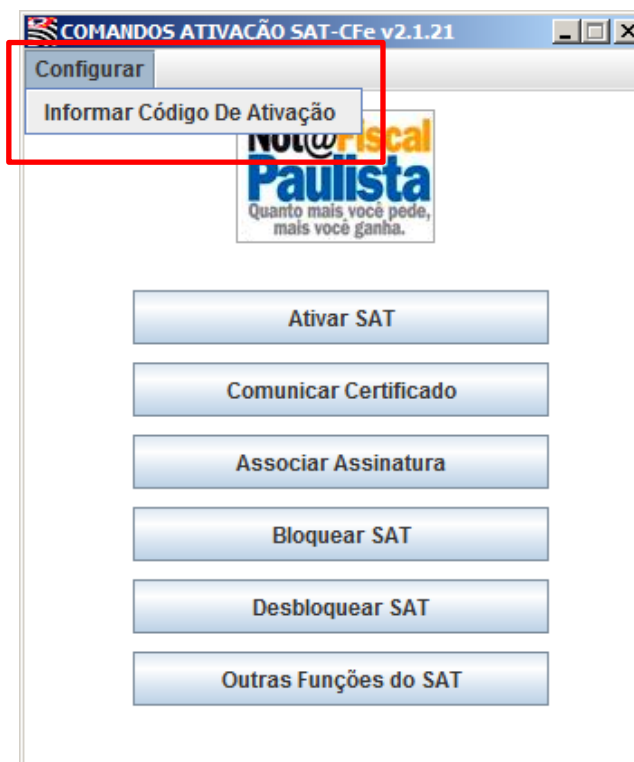 COMANDOS ATIVAÇÃO SAT-CFe v2.1.21
Configurar
Informar Código De Ativação
Not@Fiscal
Paulista
Quanto mais você pede,
mais você ganha.
Ativar SAT
Comunicar Certificado
Associar Assinatura
Bloquear SAT
Desbloquear SAT
Outras Funções do SAT